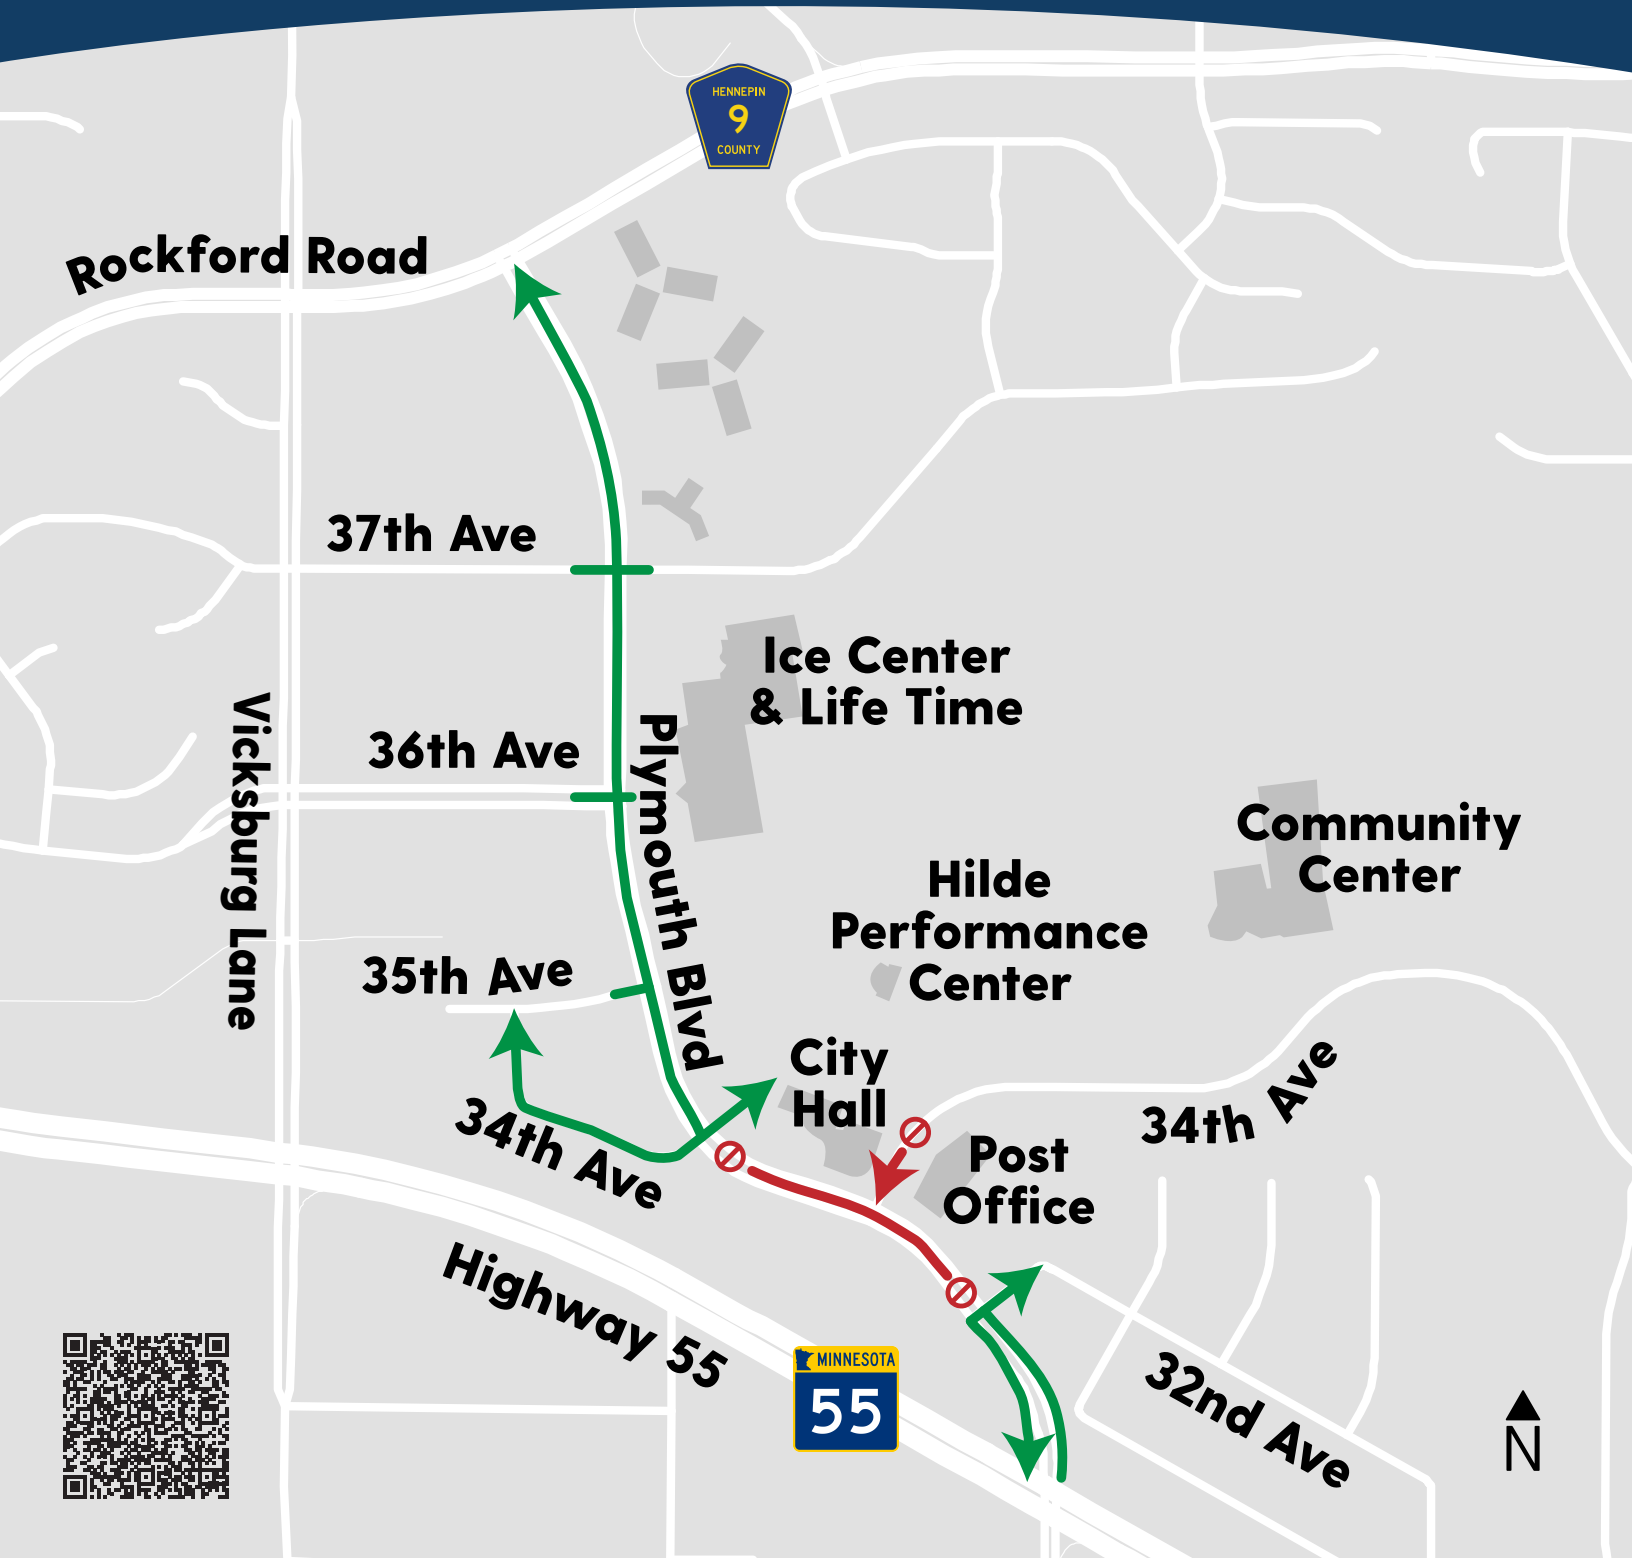 HENNEPIN
9
COUNTY
Rockford Road
37th Ave
Ice Center
& Life Time
Vicksburg Lane
36th Ave
Plymouth Blvd
Community
Center
Hilde
Performance
Center
35th Ave
City
Hall
34th Ave
34th Ave
Post
Office
Highway 55
MINNESOTA
55
32nd Ave
N